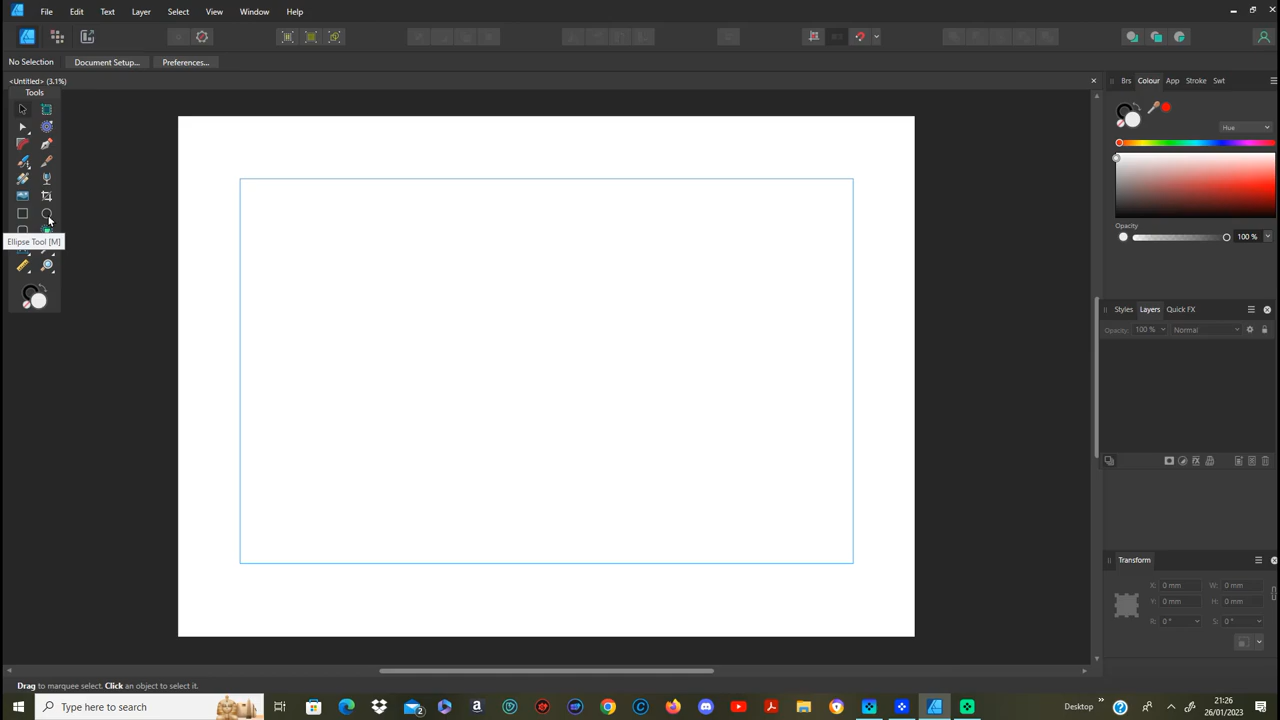 File Edit Text Layer Select View Window Help
No Selection Document Setup... Preferences...
<Untitled> (3.1%)
Tools
Ellipse Tool [M]
Brs Colour App Stroke Swt
Hue
Opacity
100 %
Styles Layers Quick FX
Opacity: 100 % Normal
Transform
X: 0 mm W: 0 mm
Y: 0 mm H: 0 mm
R: 0 ° S: 0 °
Drag to marquee select. Click an object to select it.
Type here to search
2
Desktop
21:26
26/01/2023